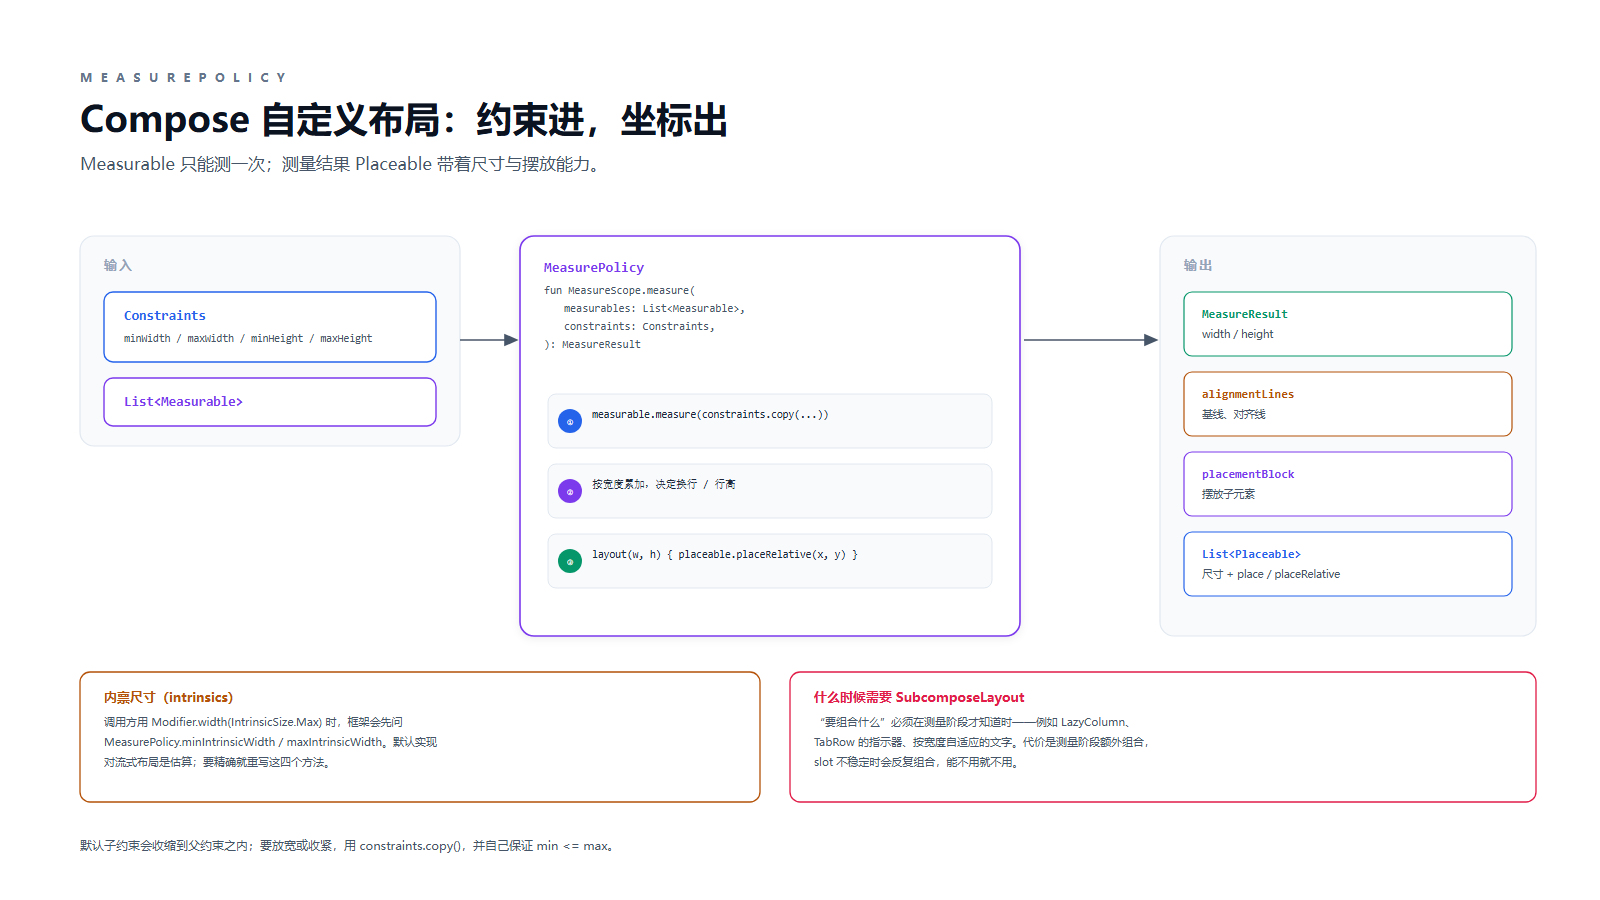 MEASUREPOLICY
Compose 自定义布局：约束进，坐标出
Measurable 只能测一次；测量结果 Placeable 带着尺寸与摆放能力。
输入
Constraints
minWidth / maxWidth / minHeight / maxHeight
List<Measurable>
MeasurePolicy
fun MeasureScope.measure(
measurables: List<Measurable>,
constraints: Constraints,
): MeasureResult
① measurable.measure(constraints.copy(...))
② 按宽度累加，决定换行 / 行高
③ layout(w, h) { placeable.placeRelative(x, y) }
输出
MeasureResult
width / height
alignmentLines
基线、对齐线
placementBlock
摆放子元素
List<Placeable>
尺寸 + place / placeRelative
内禀尺寸（intrinsics）
调用方用 Modifier.width(IntrinsicSize.Max) 时，框架会先问
MeasurePolicy.minIntrinsicWidth / maxIntrinsicWidth。默认实现
对流式布局是估算；要精确就重写这四个方法。
什么时候需要 SubcomposeLayout
“要组合什么”必须在测量阶段才知道时——例如 LazyColumn、
TabRow 的指示器、按宽度自适应的文字。代价是测量阶段额外组合，
slot 不稳定时会反复组合，能不用就不用。
默认子约束会收缩到父约束之内；要放宽或收紧，用 constraints.copy()，并自己保证 min <= max。